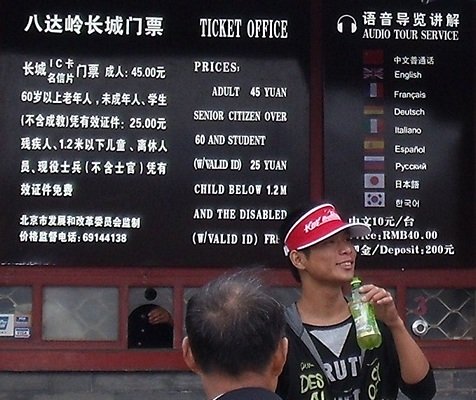 八达岭长城门票
长城 IC卡 名信片 门票 成人: 45.00元
60岁以上老年人,未成年人、学生
(不含成教)凭有效证件: 25.00元
残疾人、1.2米以下儿童、离休人
员、现役士兵(不含士官)凭有
效证件免费
北京市发展和改革委员会监制
价格监督电话:69144138
TICKET OFFICE
PRICES:
ADULT 45 YUAN
SENIOR CITIZEN OVER
60 AND STUDENT
(W/VALID ID) 25 YUAN
CHILD BELOW 1.2M
AND THE DISABLED
(W/VALID ID) FRE
语音导览讲解
AUDIO TOUR SERVICE
中文普通话
English
Français
Deutsch
Italiano
Español
Русский
日本語
한국어
中文10元/台
Price:RMB40.00
金/Deposit:200元
3
RUTH
DES